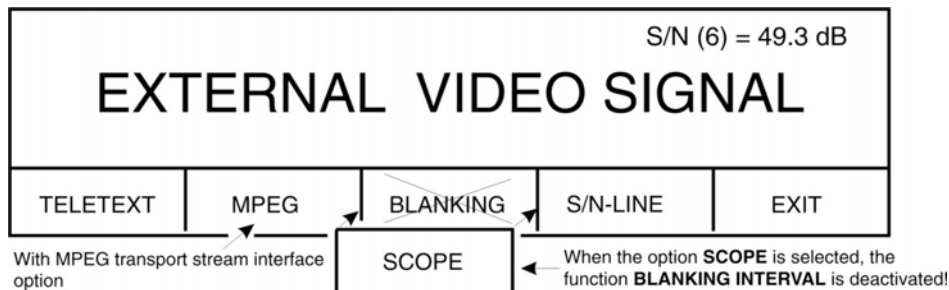 S/N (6) = 49.3 dB
EXTERNAL VIDEO SIGNAL
TELETEXT
MPEG
BLANKING
S/N-LINE
EXIT
With MPEG transport stream interface
option
SCOPE
When the option SCOPE is selected, the
function BLANKING INTERVAL is deactivated!